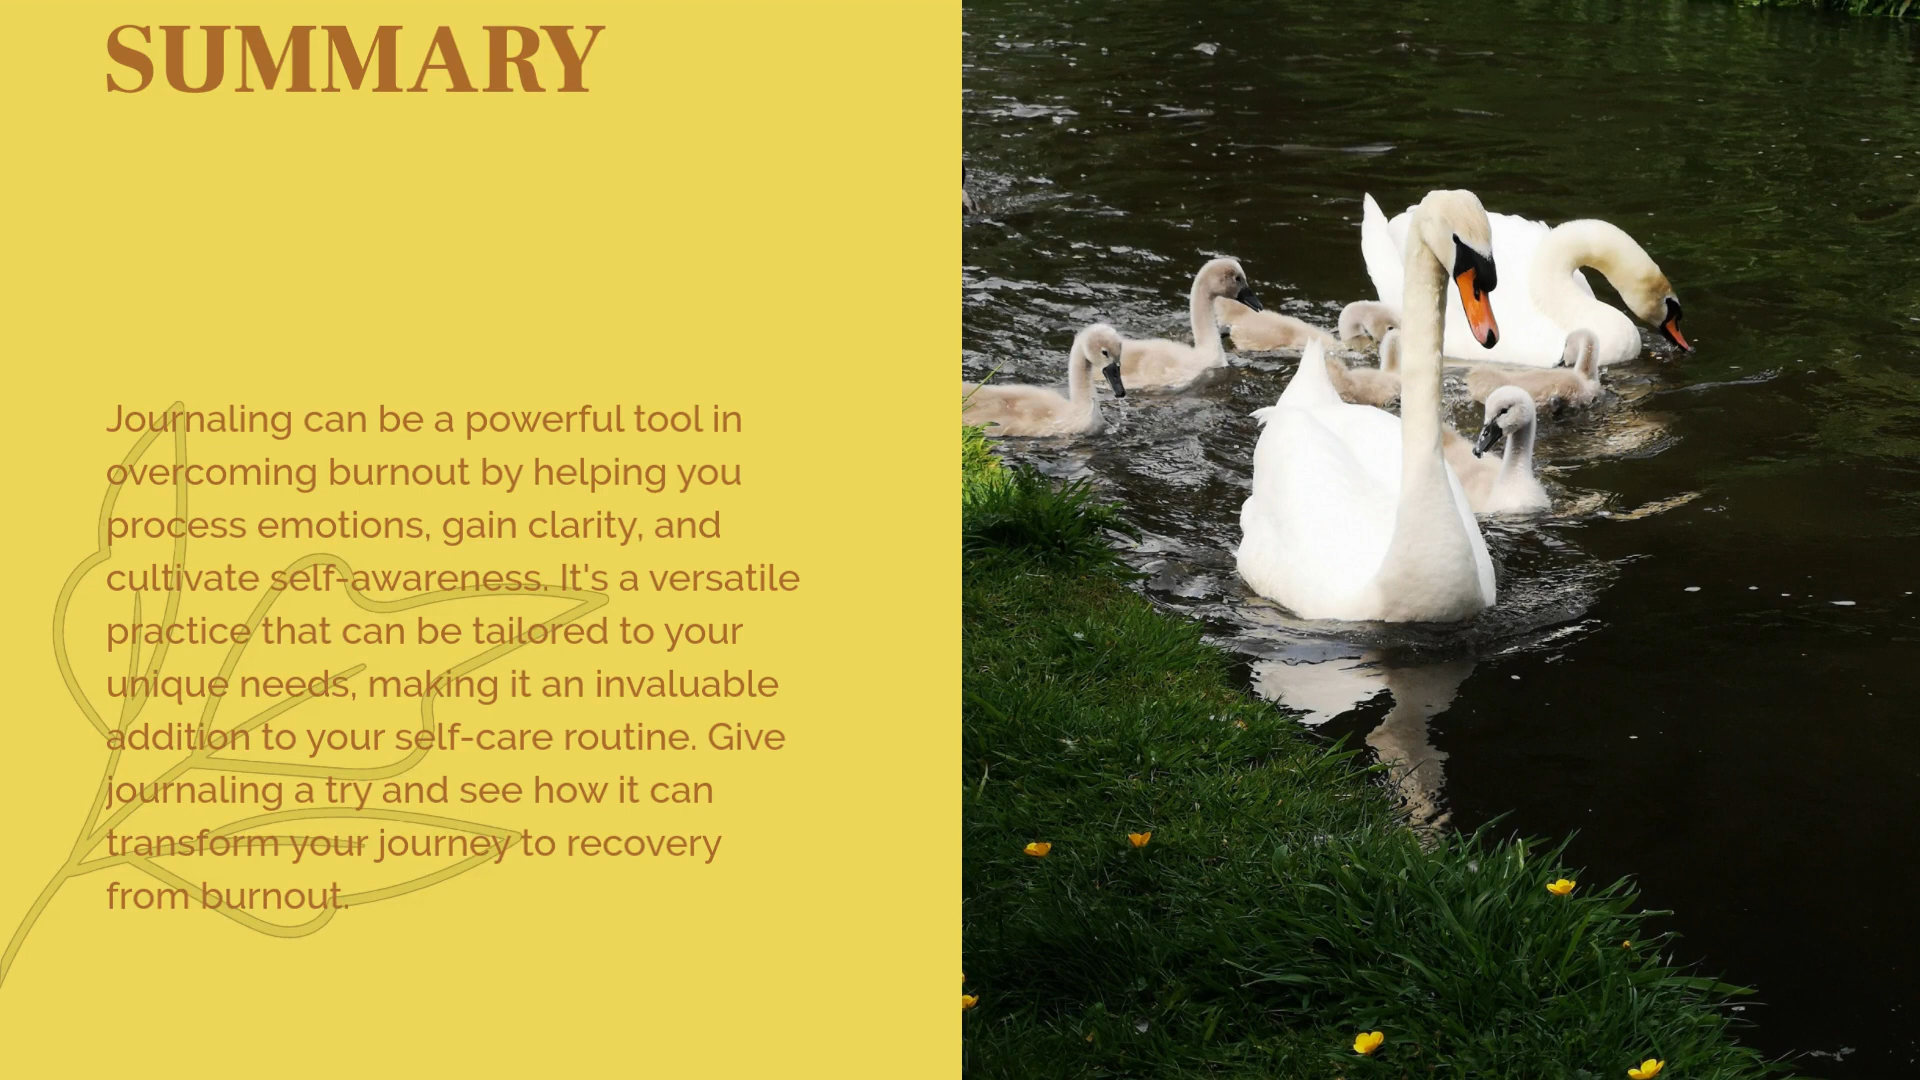 SUMMARY
Journaling can be a powerful tool in
overcoming burnout by helping you
process emotions, gain clarity, and
cultivate self-awareness. It's a versatile
practice that can be tailored to your
unique needs, making it an invaluable
addition to your self-care routine. Give
journaling a try and see how it can
transform your journey to recovery
from burnout.